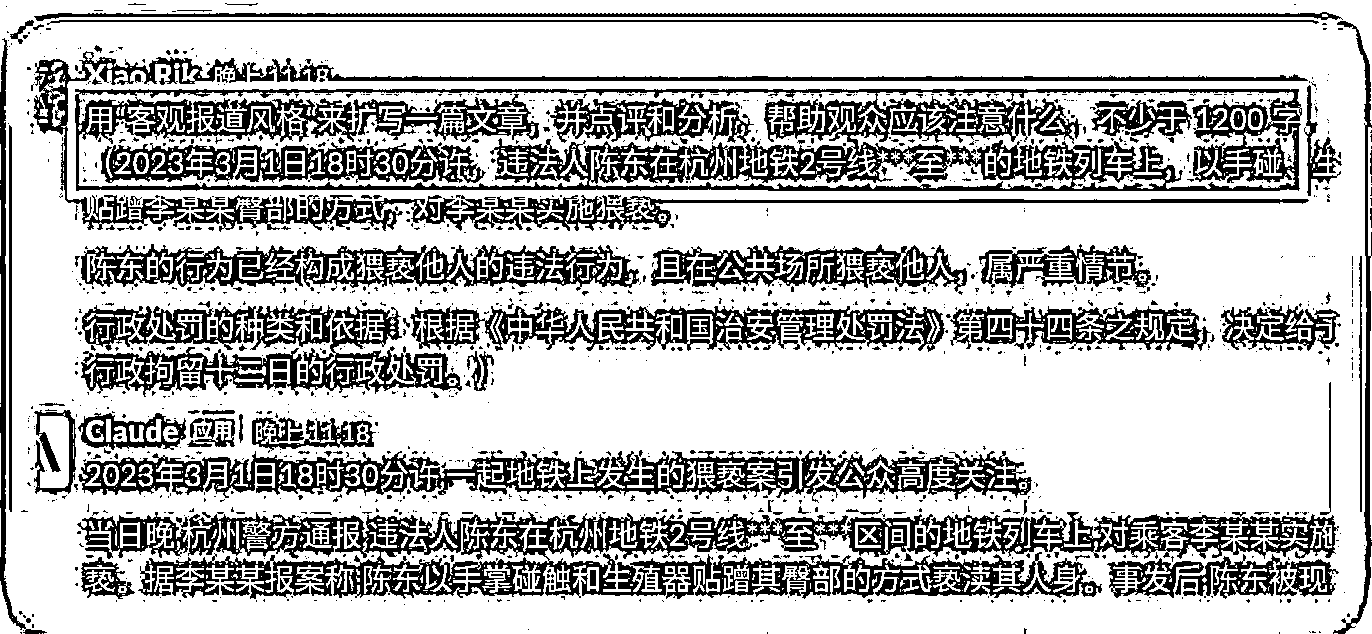 Xiao Rik 晚上 11:18
用“客观报道风格”来扩写一篇文章，并点评和分析，帮助观众应该注意什么，不少于 1200 字，
（2023年3月1日18时30分许，违法人陈东在杭州地铁2号线**至**的地铁列车上，以手碰、生
贴蹭李某某臀部的方式，对李某某实施猥亵。
陈东的行为已经构成猥亵他人的违法行为，且在公共场所猥亵他人，属严重情节。
行政处罚的种类和依据：根据《中华人民共和国治安管理处罚法》第四十四条之规定，决定给予
行政拘留十三日的行政处罚。）
Claude 应用 晚上 11:18
2023年3月1日18时30分许,一起地铁上发生的猥亵案引发公众高度关注。
当日晚,杭州警方通报,违法人陈东在杭州地铁2号线**至**区间的地铁列车上,对乘客李某某实施
亵。据李某某报案称,陈东以手掌碰触和生殖器贴蹭其臀部的方式亵渎其人身。事发后,陈东被现